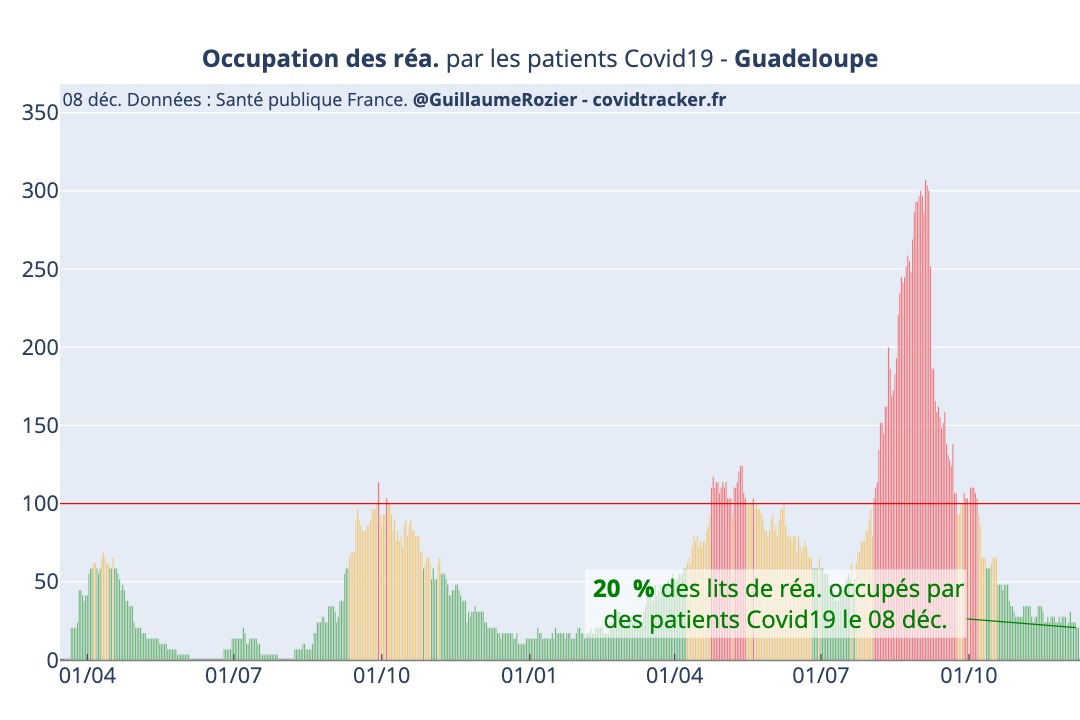 Occupation des réa. par les patients Covid19 - Guadeloupe
08 déc. Données : Santé publique France. @GuillaumeRozier - covidtracker.fr
350
300
250
200
150
100
50
0
20 % des lits de réa. occupés par
des patients Covid19 le 08 déc.
01/04 01/07 01/10 01/01 01/04 01/07 01/10